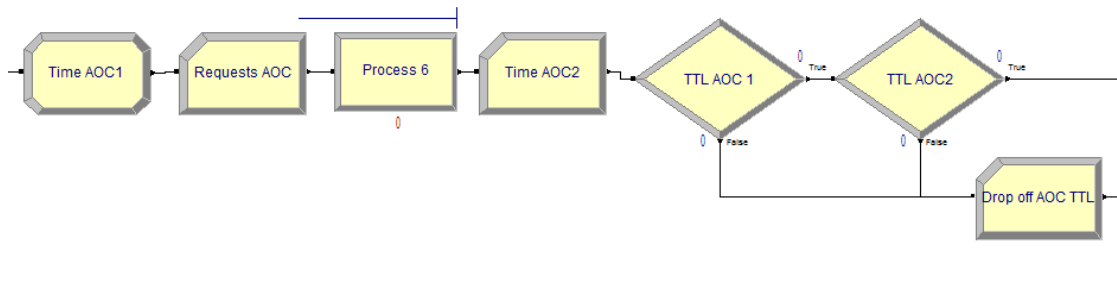 Time AOC1
Requests AOC
Process 6
0
Time AOC2
TTL AOC 1
0
True
0
False
TTL AOC2
0
True
0
False
Drop off AOC TTL